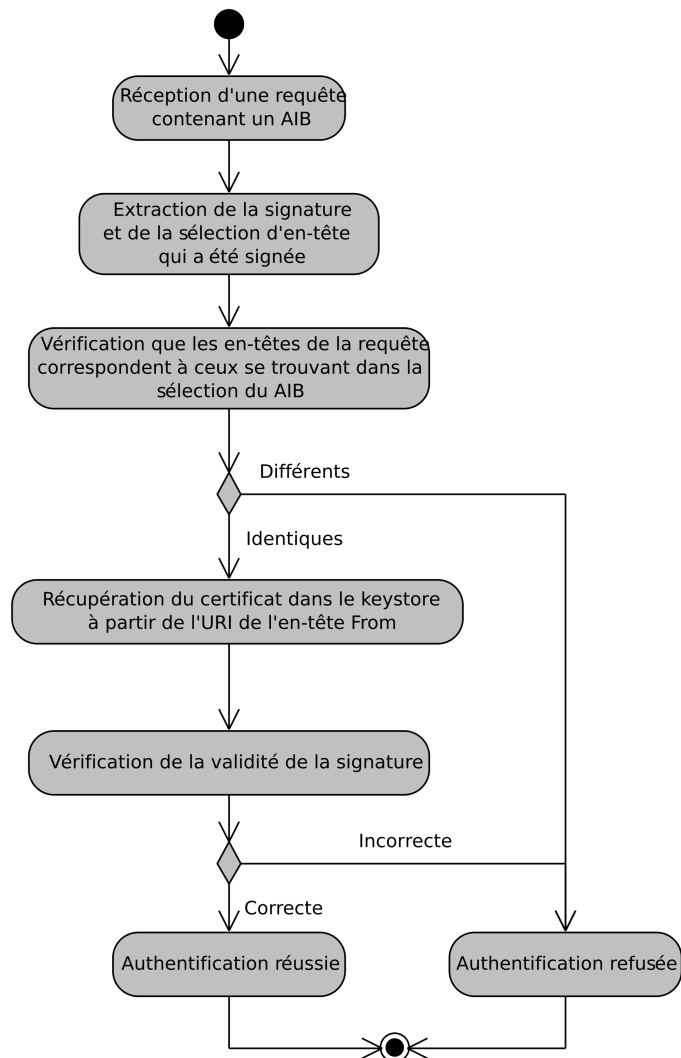 Réception d'une requête
contenant un AIB
Extraction de la signature
et de la sélection d'en-tête
qui a été signée
Vérification que les en-têtes de la requête
correspondent à ceux se trouvant dans la
sélection du AIB
Différents
Identiques
Récupération du certificat dans le keystore
à partir de l'URI de l'en-tête From
Vérification de la validité de la signature
Incorrecte
Correcte
Authentification réussie
Authentification refusée